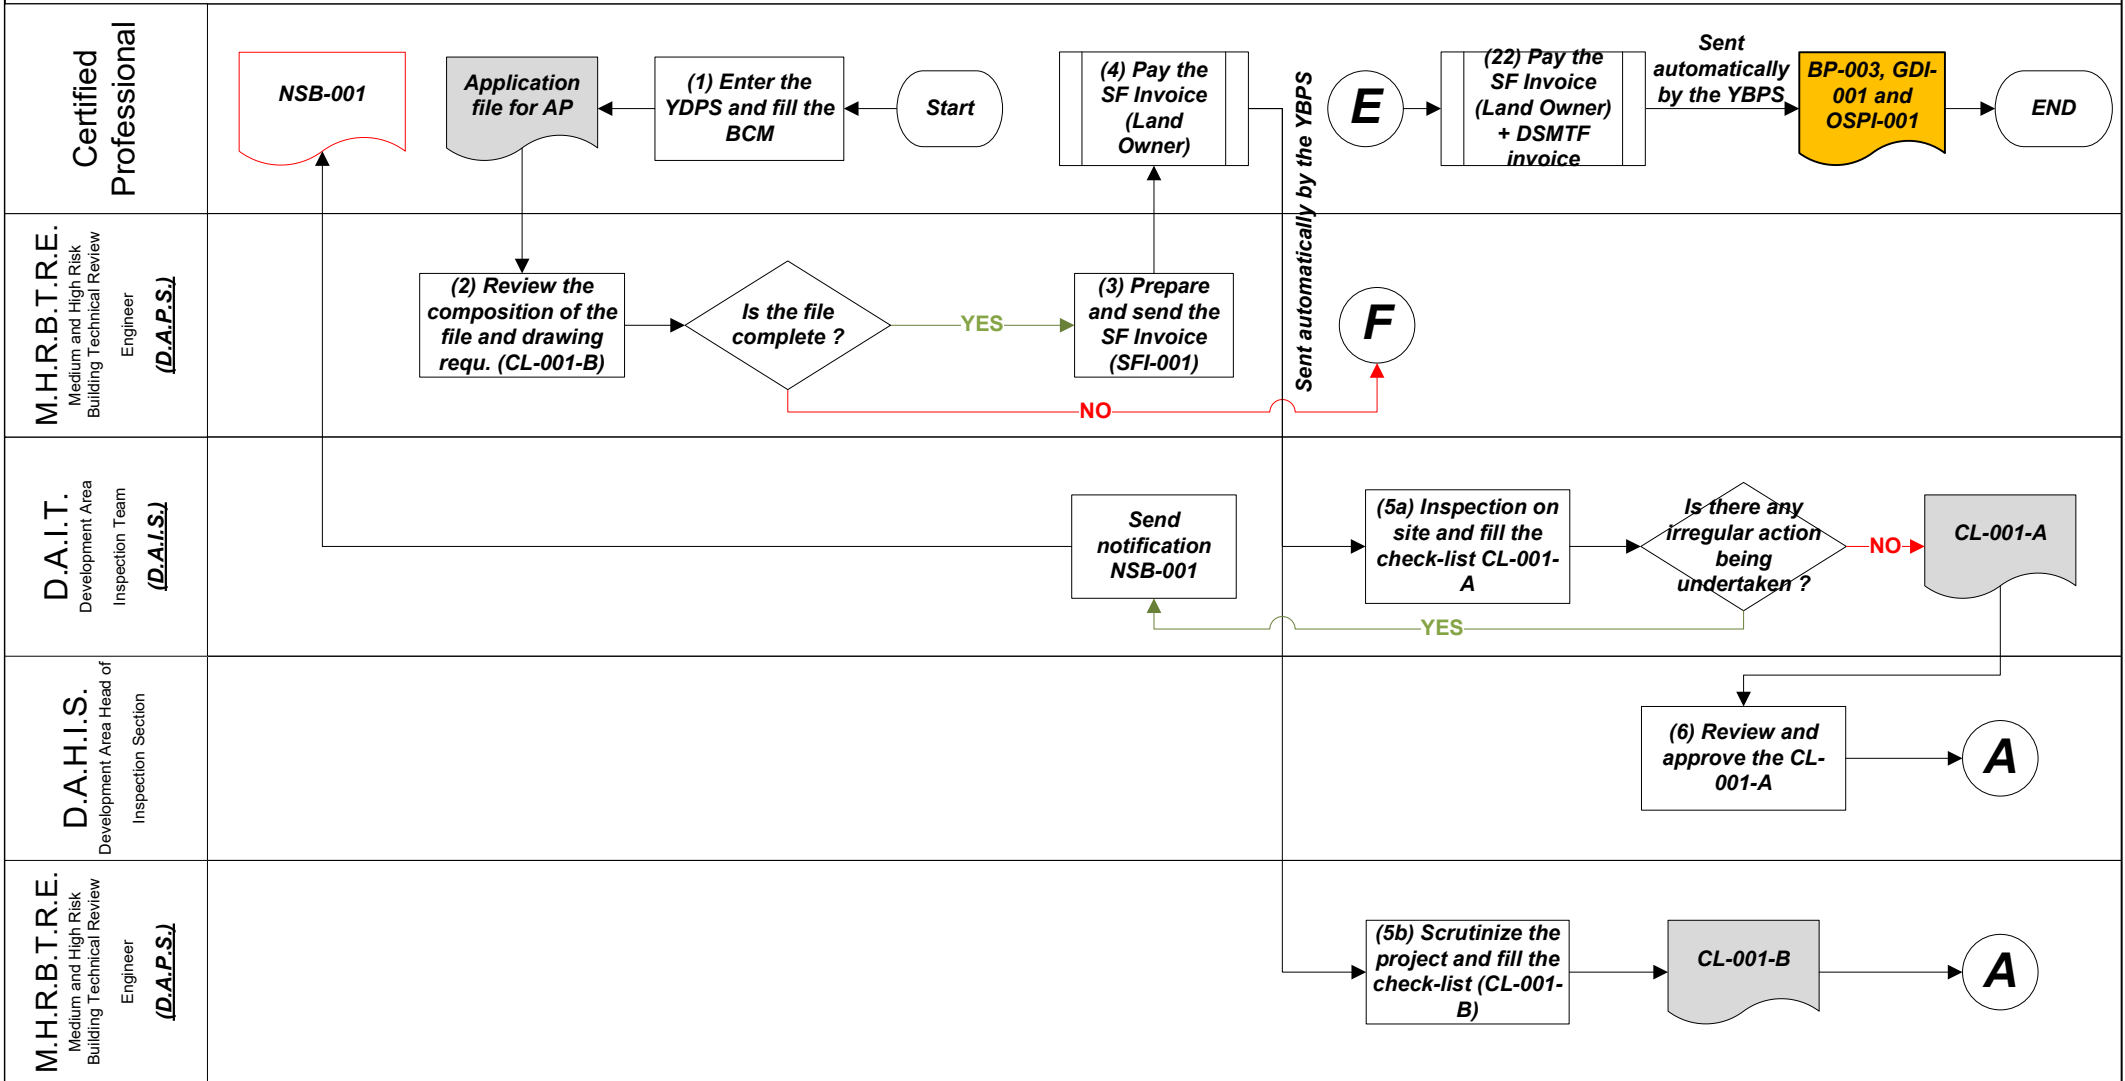 Certified
Professional
NSB-001
Application
file for AP
(1) Enter the
YDPS and fill the
BCM
Start
(4) Pay the
SF Invoice
(Land
Owner)
Sent automatically by the YBPS
E
(22) Pay the
SF Invoice
(Land Owner)
+ DSMTF
invoice
Sent
automatically
by the YBPS
BP-003, GDI-
001 and
OSPI-001
END
M.H.R.B.T.R.E.
Medium and High Risk
Building Technical Review
Engineer
(D.A.P.S.)
(2) Review the
composition of the
file and drawing
requ. (CL-001-B)
Is the file
complete ?
YES
(3) Prepare
and send the
SF Invoice
(SFI-001)
F
NO
D.A.I.T.
Development Area
Inspection Team
(D.A.I.S.)
Send
notification
NSB-001
(5a) Inspection on
site and fill the
check-list CL-001-
A
Is there any
irregular action
being
undertaken ?
NO
CL-001-A
YES
D.A.H.I.S.
Development Area Head of
Inspection Section
(6) Review and
approve the CL-
001-A
A
M.H.R.B.T.R.E.
Medium and High Risk
Building Technical Review
Engineer
(D.A.P.S.)
(5b) Scrutinize the
project and fill the
check-list (CL-001-
B)
CL-001-B
A